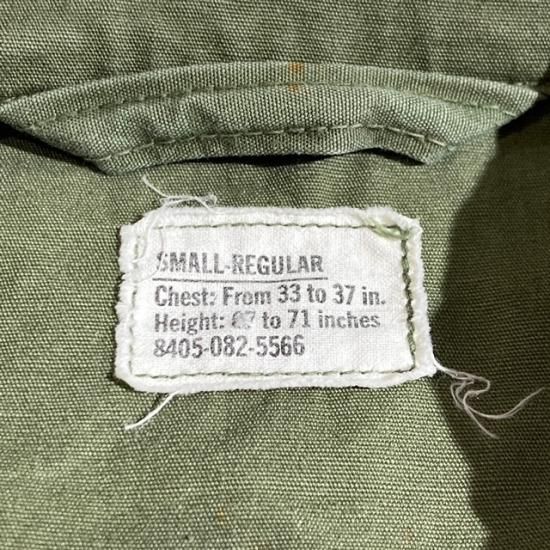 SMALL-REGULAR
Chest: From 33 to 37 in.
Height: 67 to 71 inches
8405-082-5566